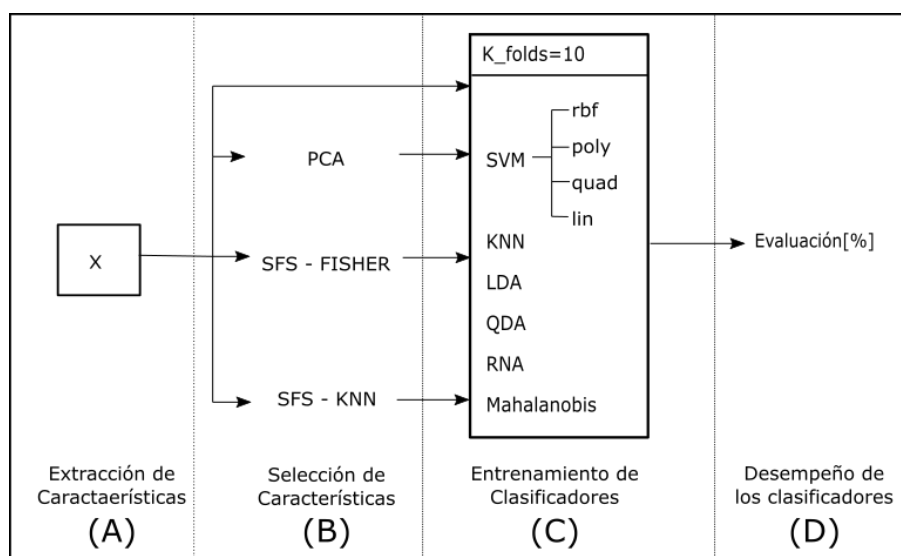 K_folds=10
rbf
poly
PCA
SVM
quad
lin
X
SFS - FISHER
KNN
Evaluación[%]
LDA
QDA
RNA
SFS - KNN
Mahalanobis
Extracción de
Caractaerísticas
(A)
Selección de
Características
(B)
Entrenamiento de
Clasificadores
(C)
Desempeño de
los clasificadores
(D)